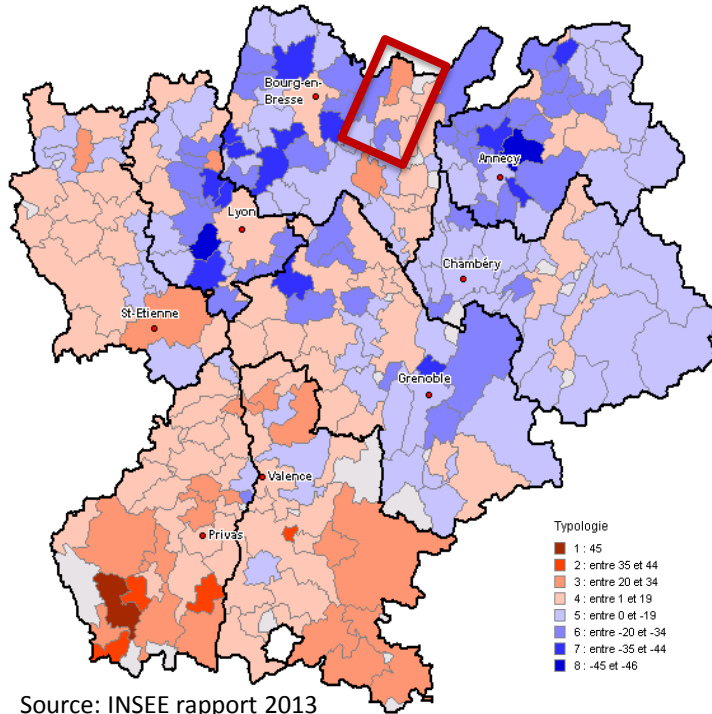 Bourg-en-
Bresse
Annecy
Lyon
Chambéry
St-Etienne
Grenoble
Valence
Privas
Typologie
1 : 45
2 : entre 35 et 44
3 : entre 20 et 34
4 : entre 1 et 19
5 : entre 0 et -19
6 : entre -20 et -34
7 : entre -35 et -44
8 : -45 et -46
Source: INSEE rapport 2013